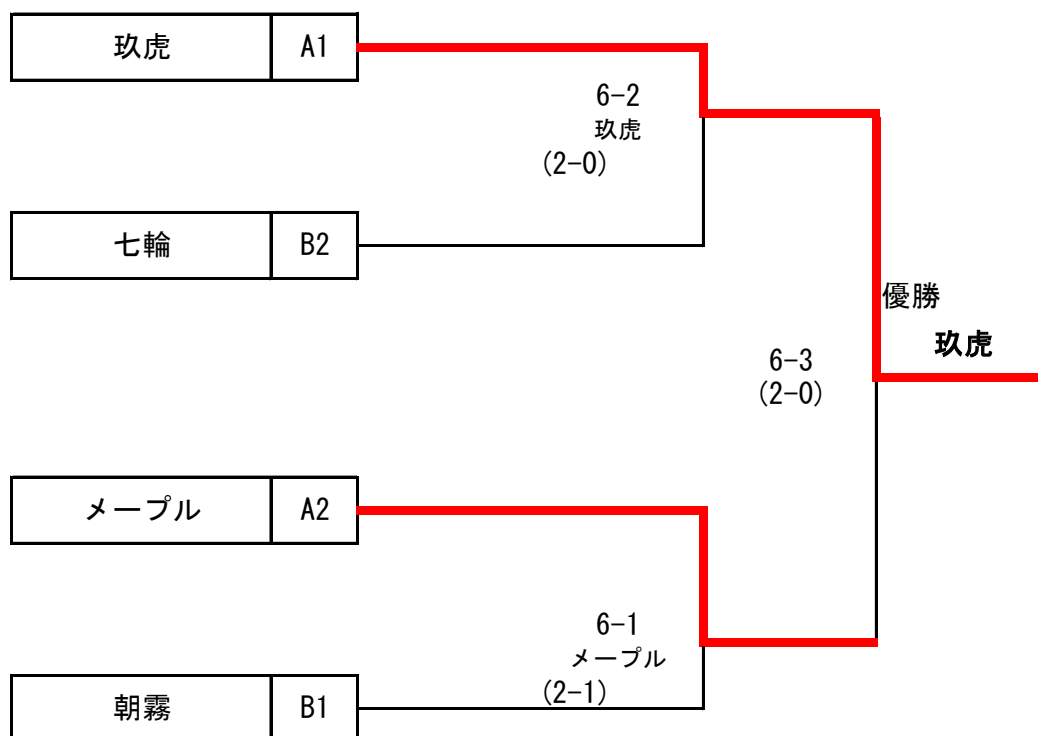 玖虎 A1
6-2
玖虎
(2-0)
七輪 B2
優勝
玖虎
6-3
(2-0)
メープル A2
6-1
メープル
(2-1)
朝霧 B1